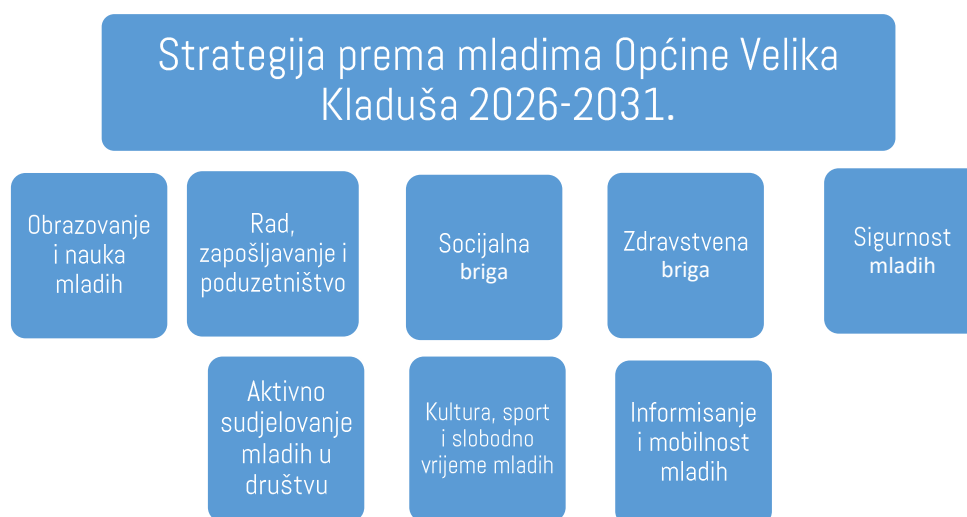 Strategija prema mladima Općine Velika
Kladuša 2026-2031.
Obrazovanje
i nauka
mladih
Rad,
zapošljavanje i
poduzetništvo
Socijalna
briga
Zdravstvena
briga
Sigurnost
mladih
Aktivno
sudjelovanje
mladih u
društvu
Kultura, sport
i slobodno
vrijeme mladih
Informisanje
i mobilnost
mladih